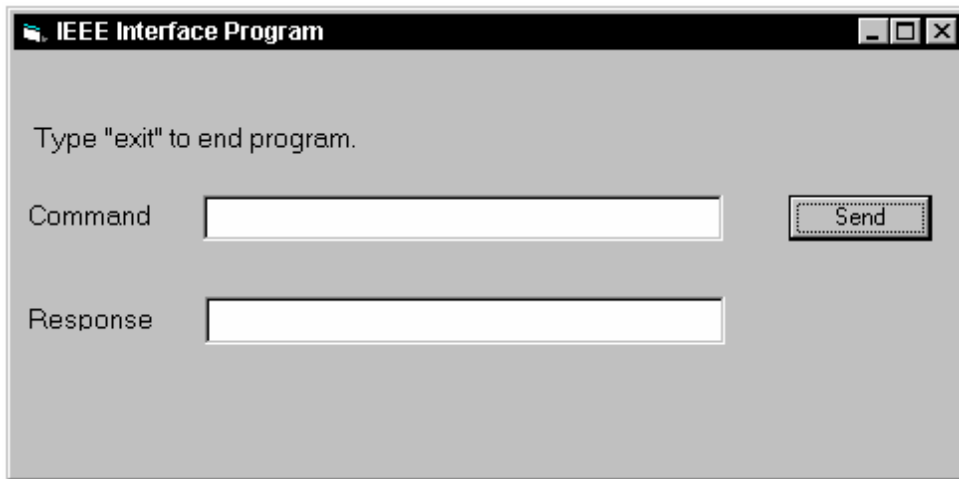 IEEE Interface Program
Type "exit" to end program.
Command
Send
Response